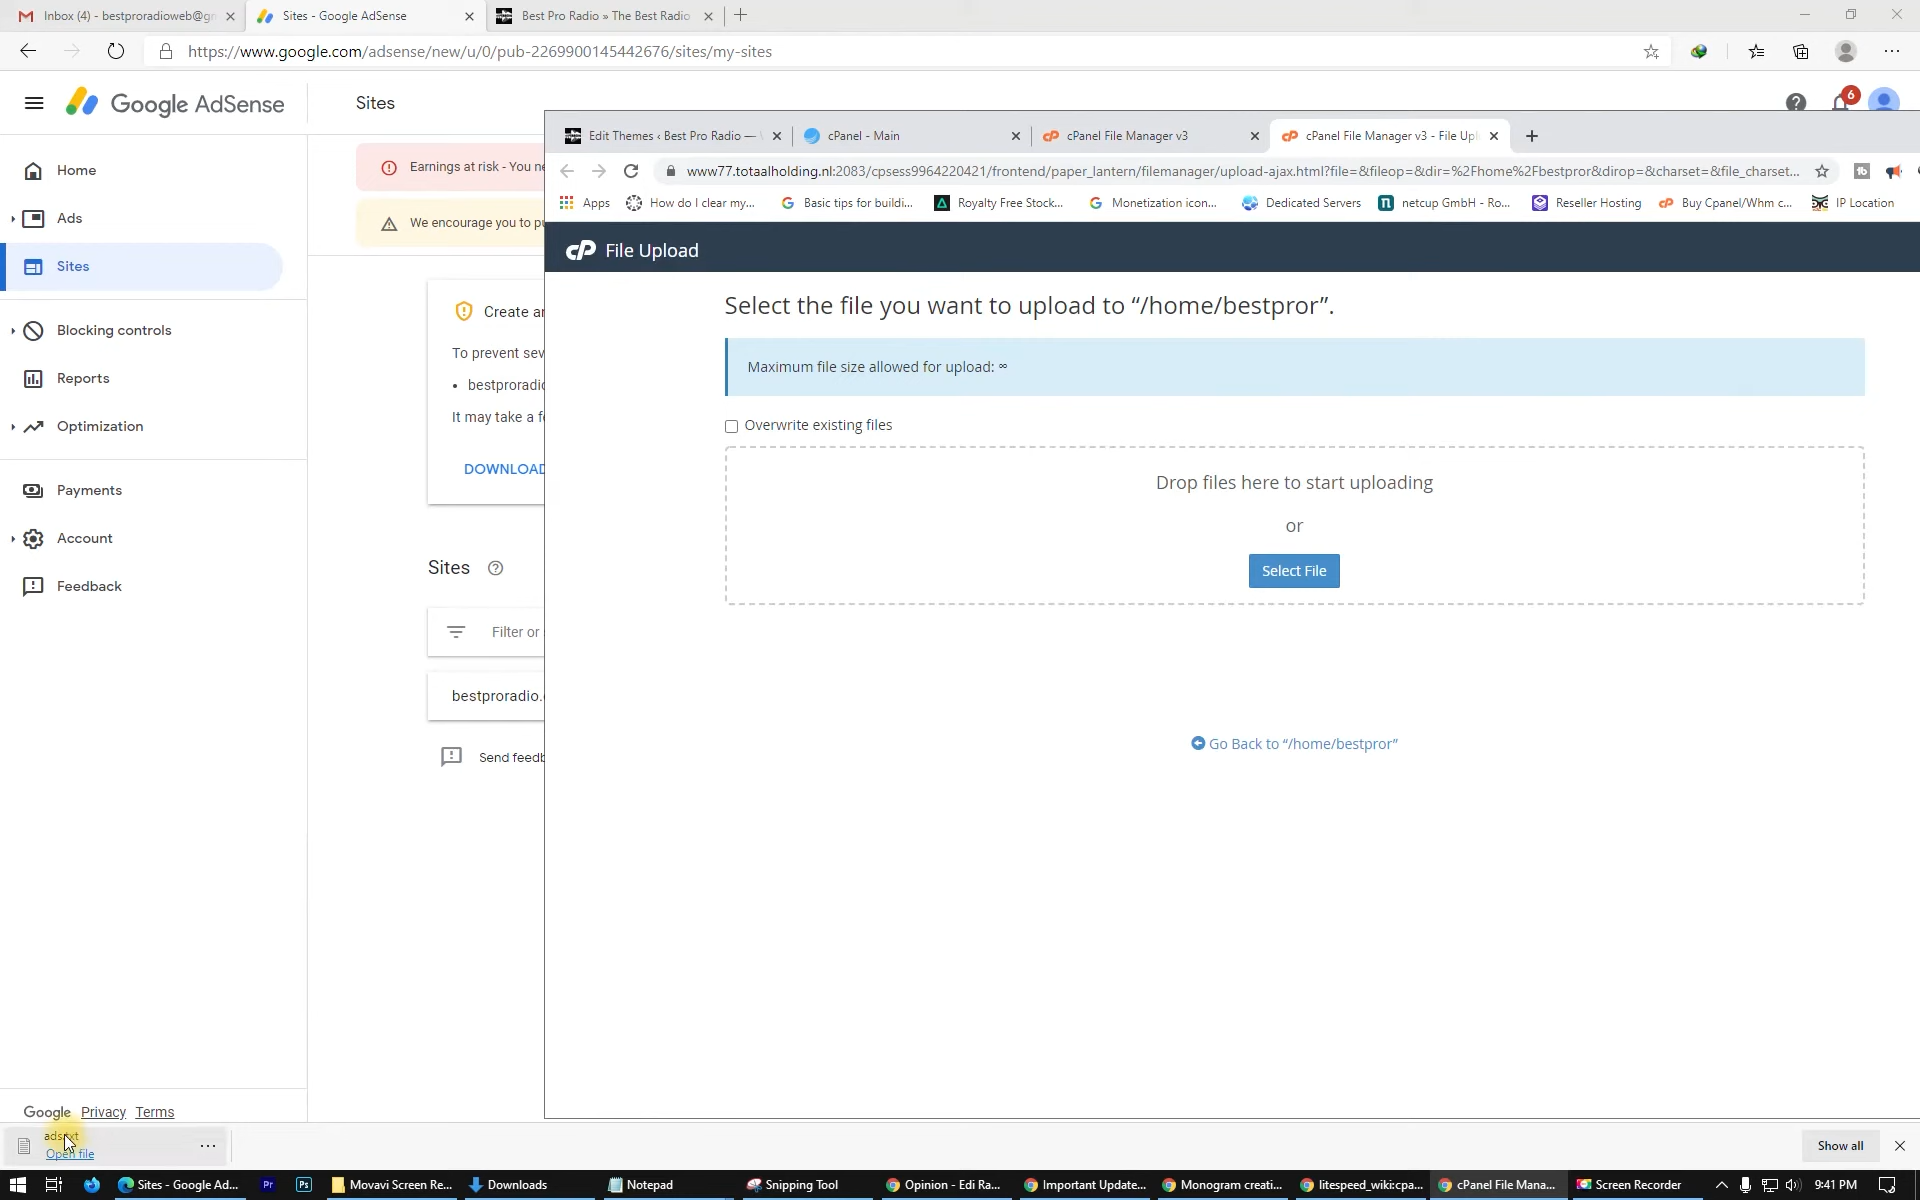 Inbox (4) - bestproradioweb@gr
Sites - Google AdSense
Best Pro Radio » The Best Radio
https://www.google.com/adsense/new/u/0/pub-2269900145442676/sites/my-sites
Google AdSense
Sites
6
Home
Ads
Sites
Blocking controls
Reports
Optimization
Payments
Account
Feedback
Google Privacy Terms
Earnings at risk - You ne
We encourage you to pu
Create an
To prevent sev
• bestproradio
It may take a fe
DOWNLOAD
Sites
Filter or
bestproradio.
Send feedb
Edit Themes ‹ Best Pro Radio —
cPanel - Main
cPanel File Manager v3
cPanel File Manager v3 - File Upl
www77.totaalholding.nl:2083/cpsess9964220421/frontend/paper_lantern/filemanager/upload-ajax.html?file=&fileop=&dir=%2Fhome%2Fbestpror&dirop=&charset=&file_charset...
Apps
How do I clear my...
Basic tips for buildi...
Royalty Free Stock...
Monetization icon...
Dedicated Servers
netcup GmbH - Ro...
Reseller Hosting
Buy Cpanel/Whm c...
IP Location
cP File Upload
Select the file you want to upload to “/home/bestpror”.
Maximum file size allowed for upload: ∞
Overwrite existing files
Drop files here to start uploading
or
Select File
Go Back to “/home/bestpror”
ads.txt
Open file
Show all
Sites - Google Ad...
Pr
Ps
Movavi Screen Re...
Downloads
Notepad
Snipping Tool
Opinion - Edi Ra...
Important Update...
Monogram creati...
litespeed_wiki:cpa...
cPanel File Mana...
Screen Recorder
9:41 PM